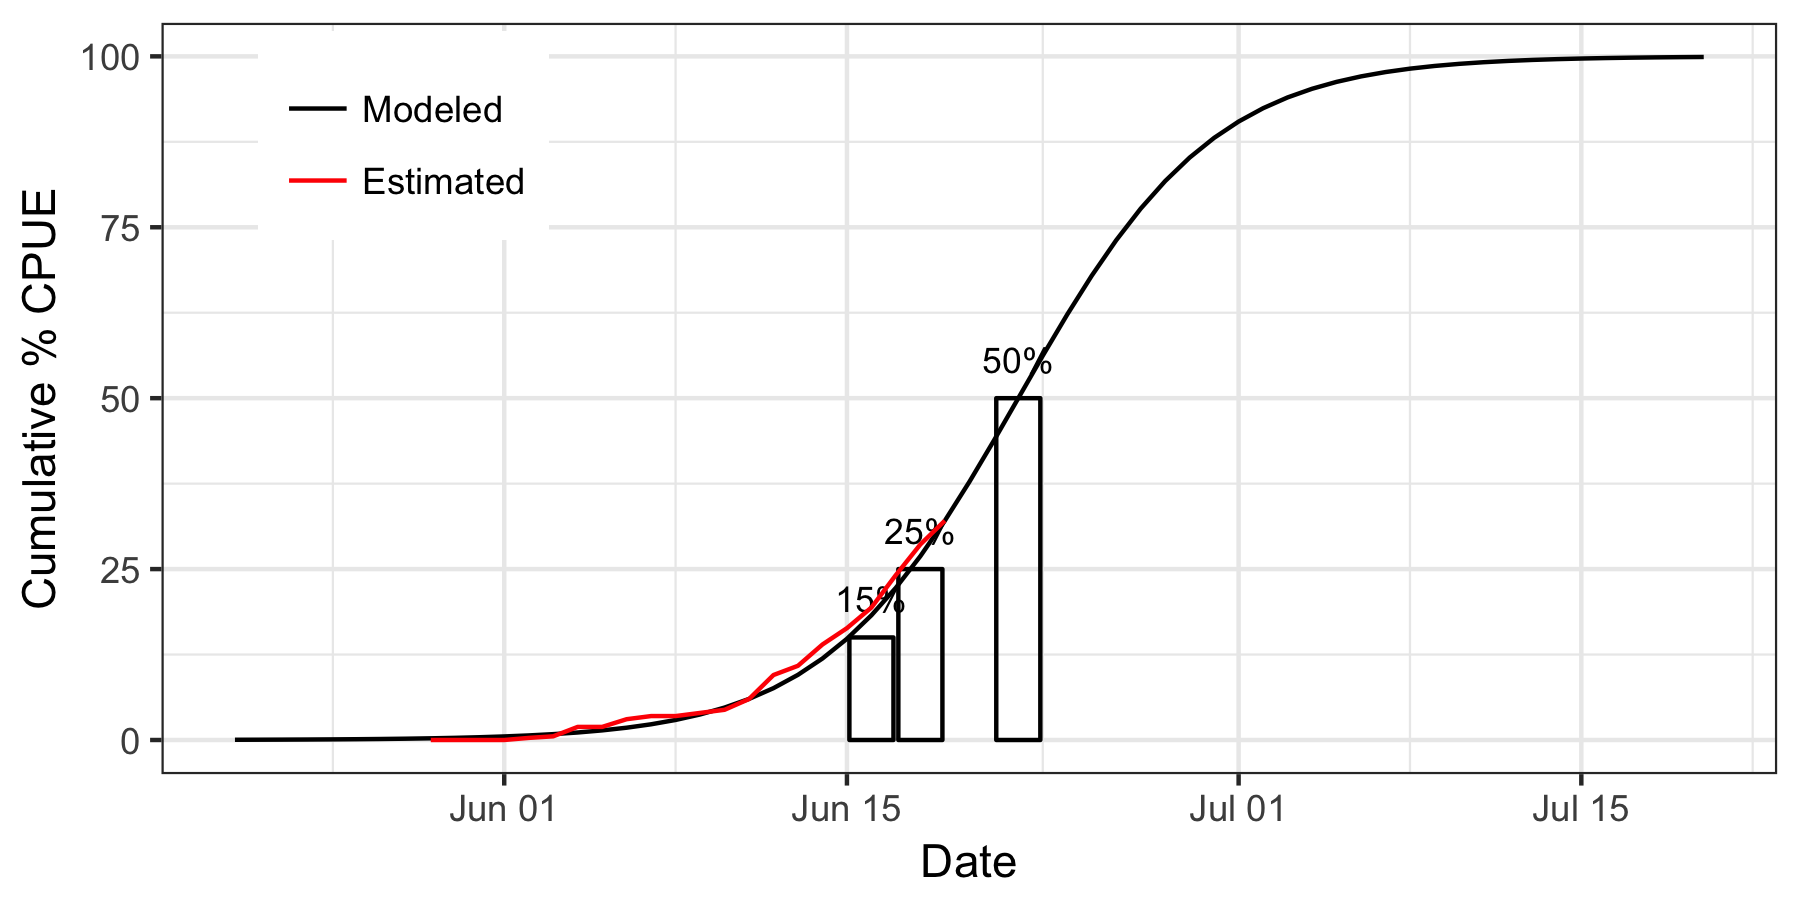 Cumulative % CPUE
100
75
50
25
0
Modeled
Estimated
15%
25%
50%
Jun 01
Jun 15
Jul 01
Jul 15
Date